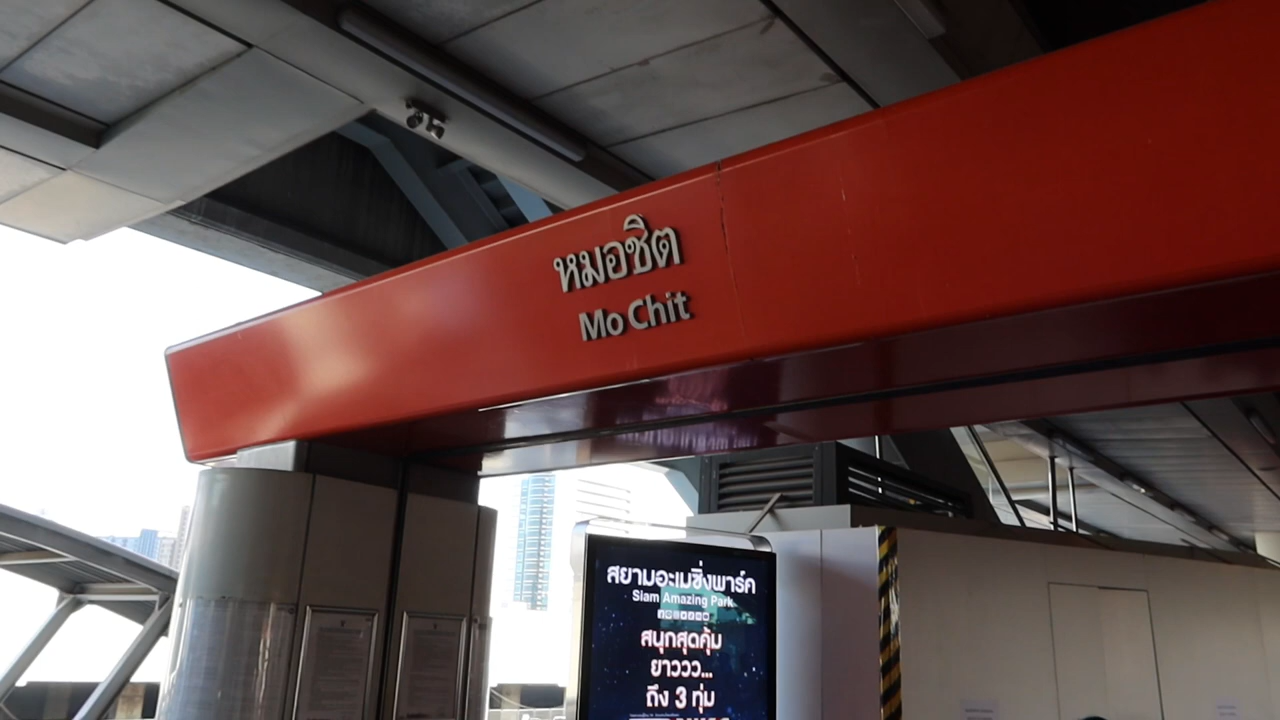 หมอชิต
Mo Chit
สยามอะเมซิ่งพาร์ค
Siam Amazing Park
สนุกสุดคุ้ม
ยาววว...
ถึง 3 ทุ่ม